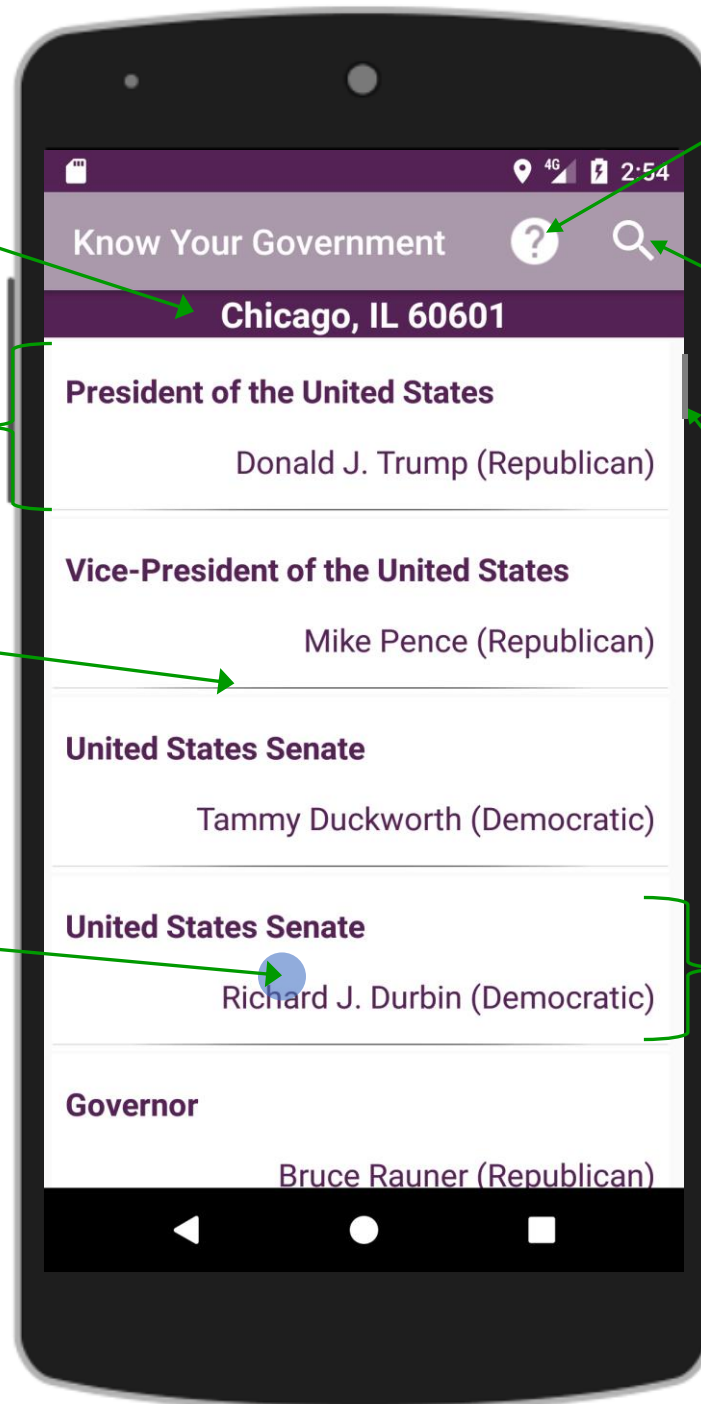 4G 2:54
Know Your Government ?
Chicago, IL 60601
President of the United States
Donald J. Trump (Republican)
Vice-President of the United States
Mike Pence (Republican)
United States Senate
Tammy Duckworth (Democratic)
United States Senate
Richard J. Durbin (Democratic)
Governor
Bruce Rauner (Republican)